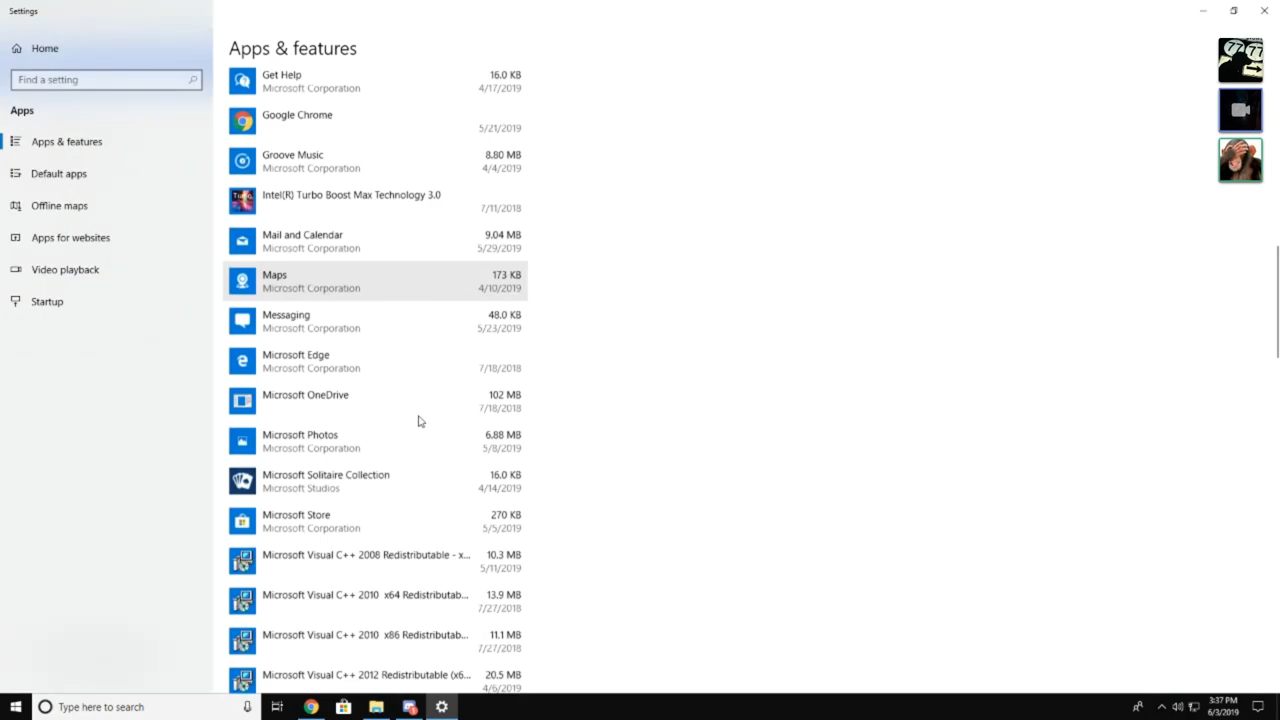 Settings
Home
Find a setting
Apps
Apps & features
Default apps
Offline maps
Apps for websites
Video playback
Startup
Apps & features
Get Help 16.0 KB
Microsoft Corporation 4/17/2019
Google Chrome
5/21/2019
Groove Music 8.80 MB
Microsoft Corporation 4/4/2019
Intel(R) Turbo Boost Max Technology 3.0
7/11/2018
Mail and Calendar 9.04 MB
Microsoft Corporation 5/29/2019
Maps 173 KB
Microsoft Corporation 4/10/2019
Messaging 48.0 KB
Microsoft Corporation 5/23/2019
Microsoft Edge
Microsoft Corporation 7/18/2018
Microsoft OneDrive 102 MB
7/18/2018
Microsoft Photos 6.88 MB
Microsoft Corporation 5/8/2019
Microsoft Solitaire Collection 16.0 KB
Microsoft Studios 4/14/2019
Microsoft Store 270 KB
Microsoft Corporation 5/5/2019
Microsoft Visual C++ 2008 Redistributable - x... 10.3 MB
5/11/2019
Microsoft Visual C++ 2010 x64 Redistributab... 13.9 MB
7/27/2018
Microsoft Visual C++ 2010 x86 Redistributab... 11.1 MB
7/27/2018
Microsoft Visual C++ 2012 Redistributable (x6... 20.5 MB
4/6/2019
77 77
Type here to search
3:37 PM
6/3/2019